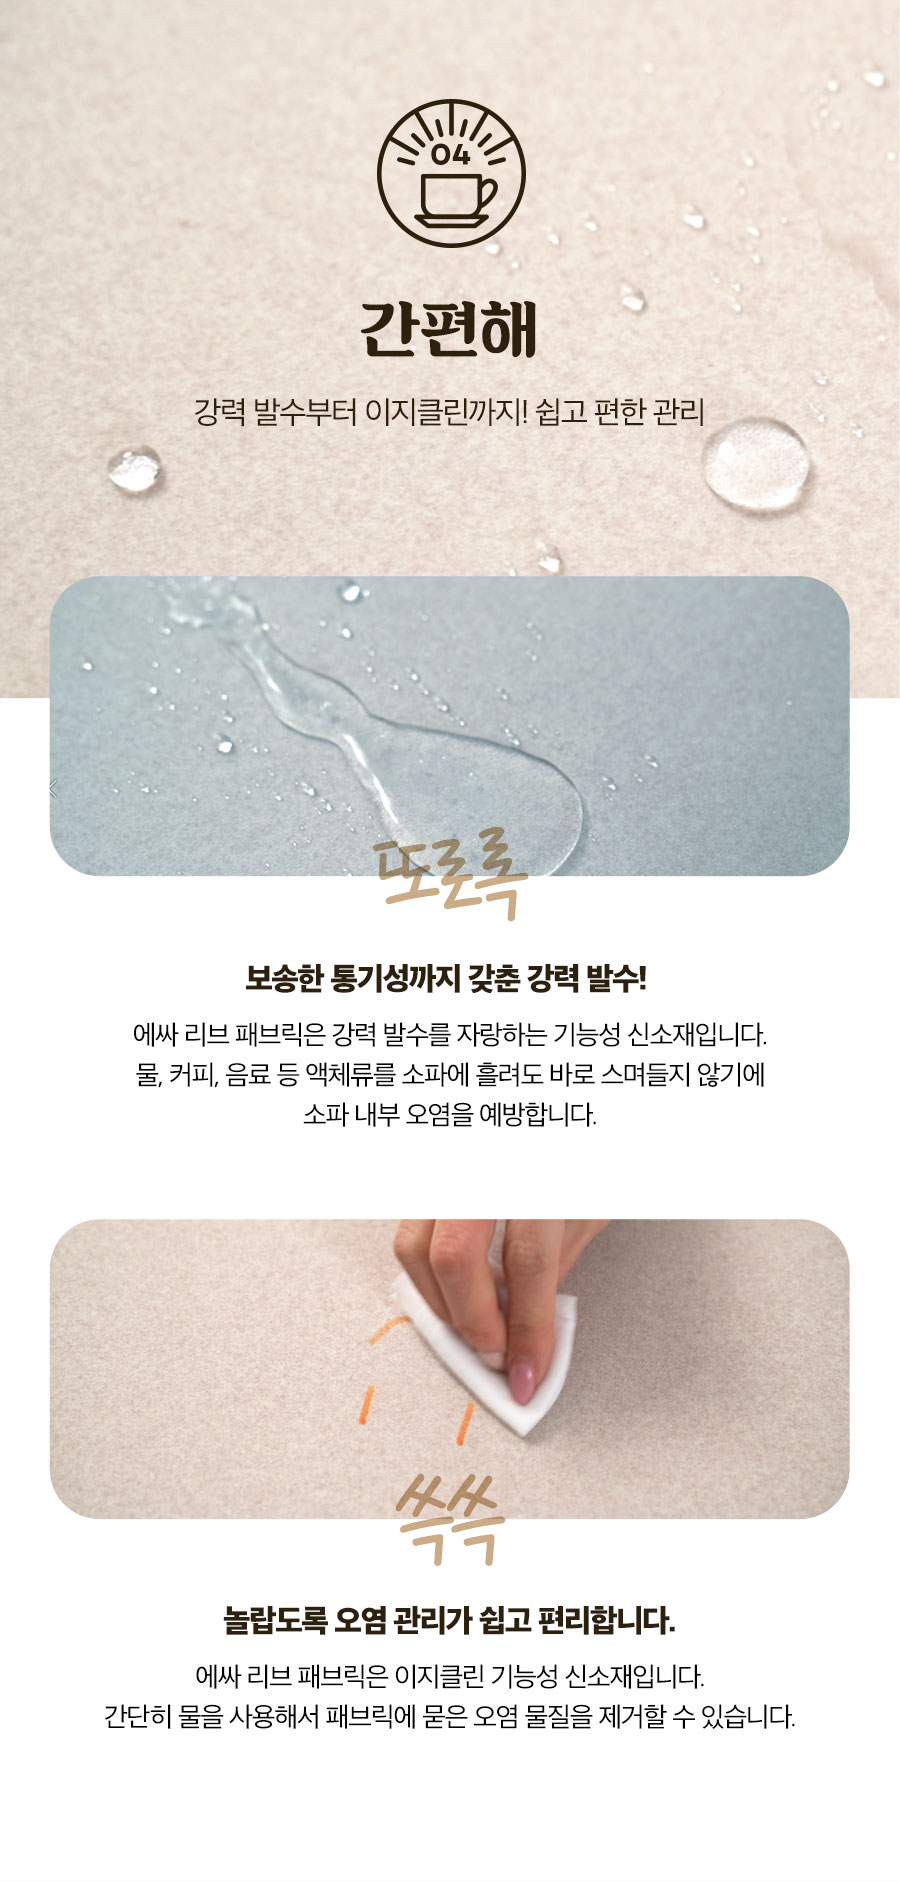 04
간편해
강력 발수부터 이지클린까지! 쉽고 편한 관리
또로록
보송한 통기성까지 갖춘 강력 발수!
에싸 리브 패브릭은 강력 발수를 자랑하는 기능성 신소재입니다.
물, 커피, 음료 등 액체류를 소파에 흘려도 바로 스며들지 않기에
소파 내부 오염을 예방합니다.
쓱쓱
놀랍도록 오염 관리가 쉽고 편리합니다.
에싸 리브 패브릭은 이지클린 기능성 신소재입니다.
간단히 물을 사용해서 패브릭에 묻은 오염 물질을 제거할 수 있습니다.